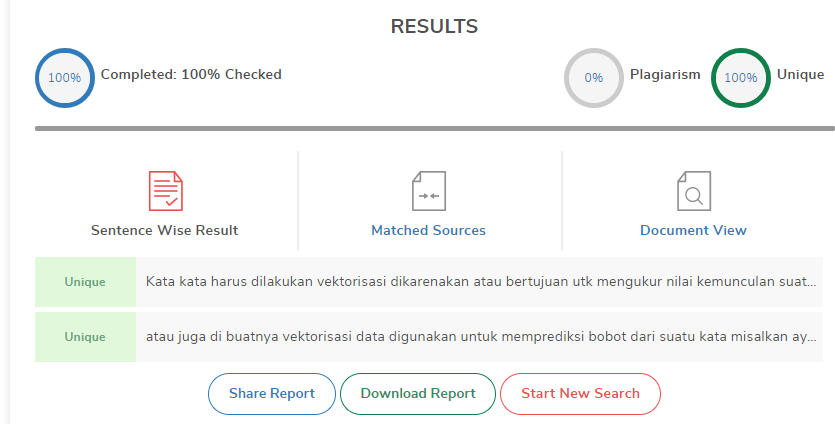 RESULTS
100% Completed: 100% Checked 0% Plagiarism 100% Unique
Sentence Wise Result Matched Sources Document View
Unique Kata kata harus dilakukan vektorisasi dikarenakan atau bertujuan utk mengukur nilai kemunculan suat...
Unique atau juga di buatnya vektorisasi data digunakan untuk memprediksi bobot dari suatu kata misalkan ay...
Share Report Download Report Start New Search